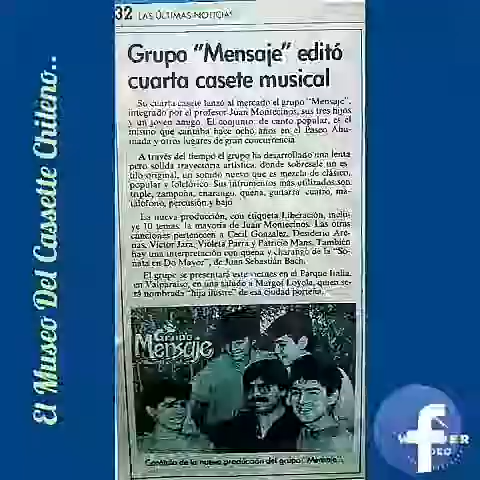 32 LAS ÚLTIMAS NOTICIAS
Grupo "Mensaje" editó
cuarta casete musical
Su cuarta casete lanzó al mercado el grupo "Mensaje",
integrado por el profesor Juan Montecinos, sus tres hijos
y un joven amigo. El conjunto de canto popular, es el
mismo que cantaba hace ocho años en el Paseo Ahu-
mada y otros lugares de gran concurrencia.
A través del tiempo el grupo ha desarrollado una lenta
pero sólida trayectoria artística, donde sobresale un es-
tilo original, un sonido nuevo que es mezcla de clásico,
popular y folclórico. Sus instrumentos más utilizados son
triple, zampoña, charango, quena, guitarra, cuatro, me-
talófono, percusión y bajo.
La nueva producción, con etiqueta Liberación, inclu-
ye 10 temas, la mayoría de Juan Montecinos. Las otras
canciones pertenecen a Cecil González, Desiderio Are-
nas, Víctor Jara, Violeta Parra y Patricio Mans. También
hay una interpretación con quena y charango de la "So-
nata en Do Mayor", de Juan Sebastián Bach.
El grupo se presentará este viernes en el Parque Italia,
en Valparaíso, en una saludo a Margot Loyola, quien se-
rá nombrada "hija ilustre" de esa ciudad porteña.
Grupo
Mensaje
Carátula de la nueva producción del grupo "Mensaje".
El Museo Del Cassette Chileno..
f